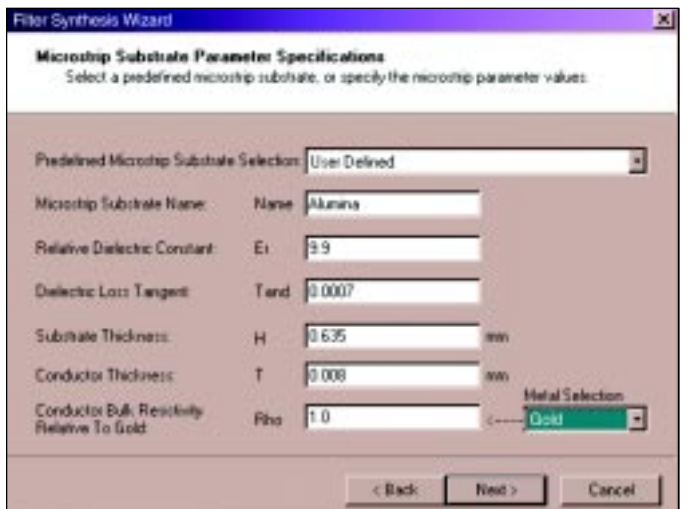 Filter Synthesis Wizard
Microstrip Substrate Parameter Specifications
Select a predefined microstrip substrate, or specify the microstrip parameter values.
Predefined Microstrip Substrate Selection: User Defined
Microstrip Substrate Name: Name Alumina
Relative Dielectric Constant: Er 9.9
Dielectric Loss Tangent: Tand 0.0007
Substrate Thickness: H 0.635 mm
Conductor Thickness: T 0.008 mm
Metal Selection
Conductor Bulk Resistivity
Relative To Gold: Rho 1.0 <---- Gold
< Back Next > Cancel